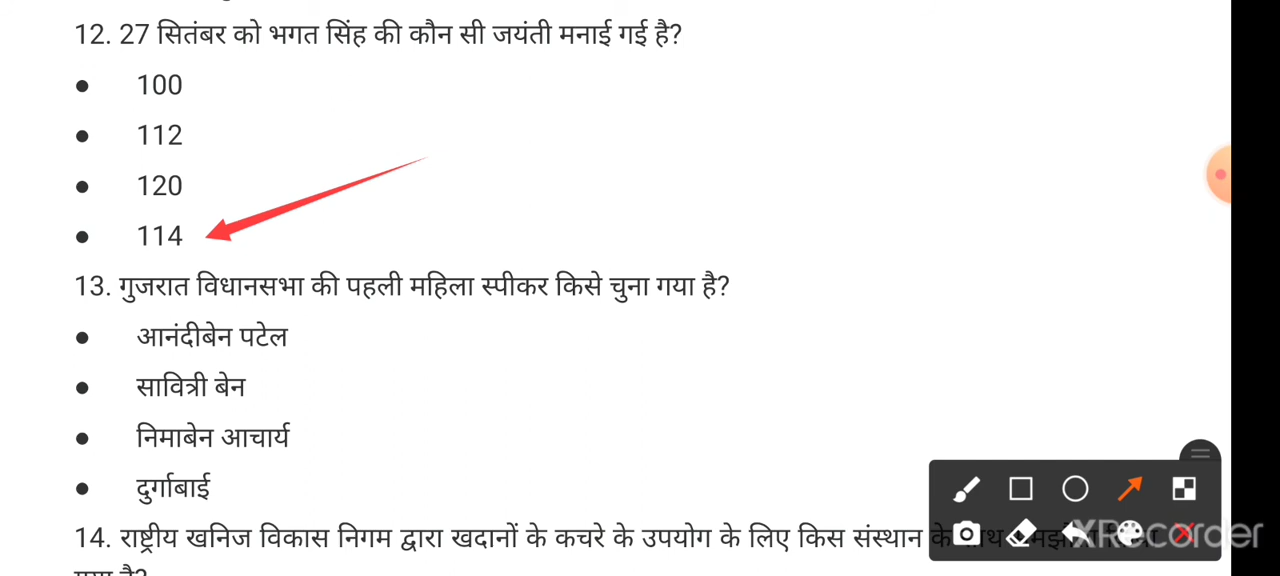 12. 27 सितंबर को भगत सिंह की कौन सी जयंती मनाई गई है?
● 100
● 112
● 120
● 114
13. गुजरात विधानसभा की पहली महिला स्पीकर किसे चुना गया है?
● आनंदीबेन पटेल
● सावित्री बेन
● निमाबेन आचार्य
● दुर्गाबाई
14. राष्ट्रीय खनिज विकास निगम द्वारा खदानों के कचरे के उपयोग के लिए किस संस्थान के
XRecorder